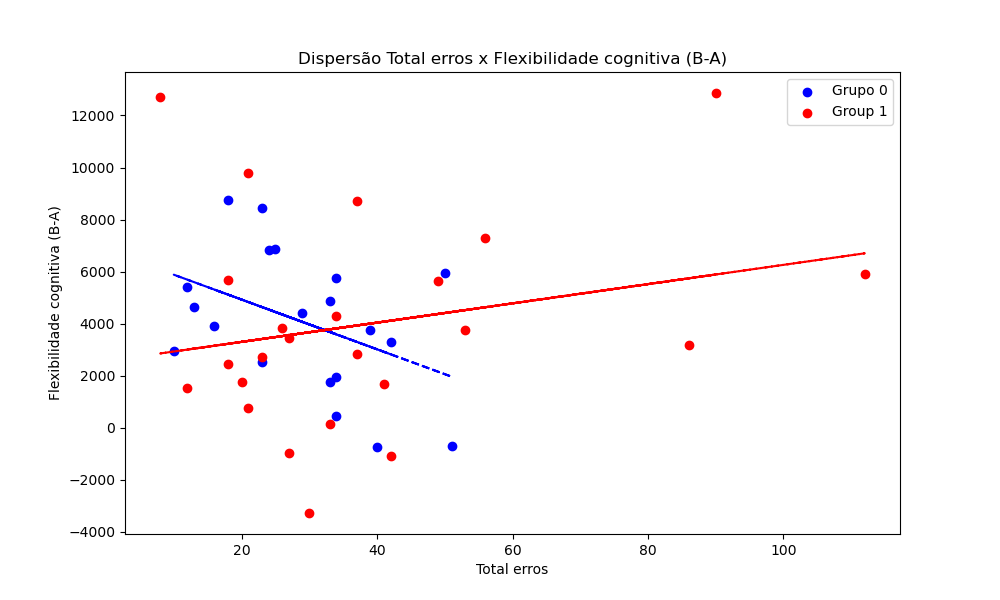 Dispersão Total erros x Flexibilidade cognitiva (B-A)
Grupo 0
Group 1
Flexibilidade cognitiva (B-A)
12000
10000
8000
6000
4000
2000
0
−2000
−4000
20 40 60 80 100
Total erros